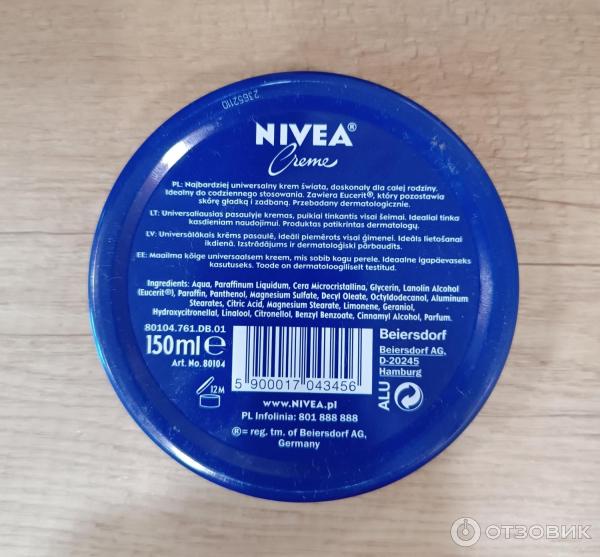 23652110
NIVEA®
Creme
PL: Najbardziej uniwersalny krem świata, doskonały dla całej rodziny.
Idealny do codziennego stosowania. Zawiera Eucerit®, który pozostawia
skórę gładką i zadbaną. Przebadany dermatologicznie.
LT: Universaliausias pasaulyje kremas, puikiai tinkantis visai šeimai. Idealiai tinka
kasdieniam naudojimui. Produktas patikrintas dermatologų.
LV: Universālākais krēms pasaulē, ideāli piemērots visai ģimenei. Ideāls lietošanai
ikdienā. Izstrādājums ir dermatoloģiski pārbaudīts.
EE: Maailma kõige universaalsem kreem, mis sobib kogu perele. Ideaalne igapäevaseks
kasutuseks. Toode on dermatoloogiliselt testitud.
Ingredients: Aqua, Paraffinum Liquidum, Cera Microcristallina, Glycerin, Lanolin Alcohol
(Eucerit®), Paraffin, Panthenol, Magnesium Sulfate, Decyl Oleate, Octyldodecanol, Aluminum
Stearates, Citric Acid, Magnesium Stearate, Limonene, Geraniol,
Hydroxycitronellal, Linalool, Citronellol, Benzyl Benzoate, Cinnamyl Alcohol, Parfum.
80104.761.DB.01
150ml e
Art. No. 80104
12M
5 900017 043456
Beiersdorf
Beiersdorf AG,
D-20245
Hamburg
ALU
www.NIVEA.pl
PL Infolinia: 801 888 888
®= reg. tm. of Beiersdorf AG,
Germany
ОТЗОВИК